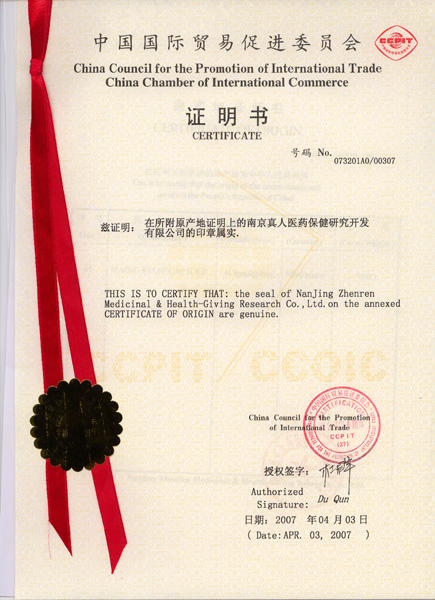 中国国际贸易促进委员会
CCPIT
China Council for the Promotion of International Trade
China Chamber of International Commerce
证明书
CERTIFICATE
号码 No.
073201A0/00307
兹证明: 在所附原产地证明上的南京真人医药保健研究开发
有限公司的印章属实.
THIS IS TO CERTIFY THAT: the seal of NanJing Zhenren
Medicinal & Health-Giving Research Co.,Ltd.on the annexed
CERTIFICATE OF ORIGIN are genuine.
CCPIT/CCOIC
China Council for the Promotion
of International Trade
CERTIFICATION
CCPIT
(27)
授权签字:
Authorized
Signature: Du Qun
日期: 2007 年04月03日
( Date:APR. 03, 2007 )